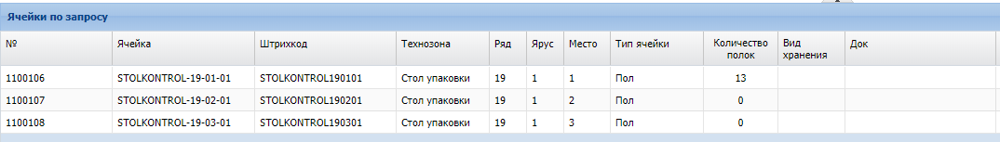 Ячейки по запросу
№ Ячейка Штрихкод Технозона Ряд Ярус Место Тип ячейки Количество полок Вид хранения Док
1100106 STOLKONTROL-19-01-01 STOLKONTROL190101 Стол упаковки 19 1 1 Пол 13
1100107 STOLKONTROL-19-02-01 STOLKONTROL190201 Стол упаковки 19 1 2 Пол 0
1100108 STOLKONTROL-19-03-01 STOLKONTROL190301 Стол упаковки 19 1 3 Пол 0